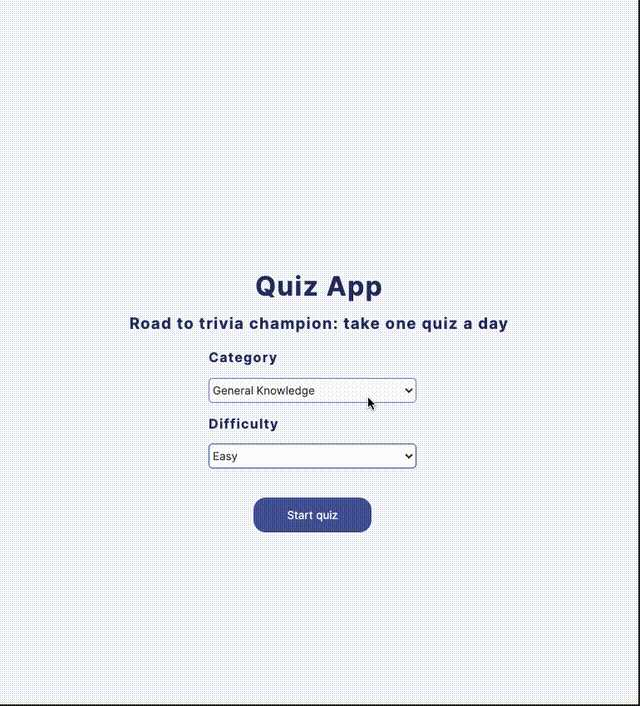 Quiz App
Road to trivia champion: take one quiz a day
Category
General Knowledge
Difficulty
Easy
Start quiz